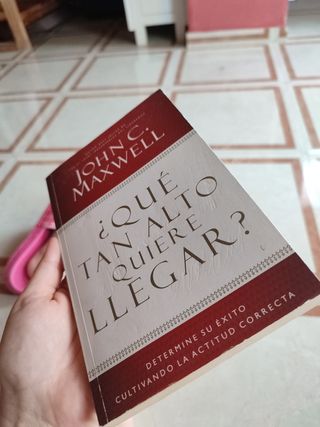 JOHN C.
MAXWELL
¿QUÉ
TAN ALTO
QUIERE
LLEGAR?
DETERMINE SU ÉXITO
CULTIVANDO LA ACTITUD CORRECTA